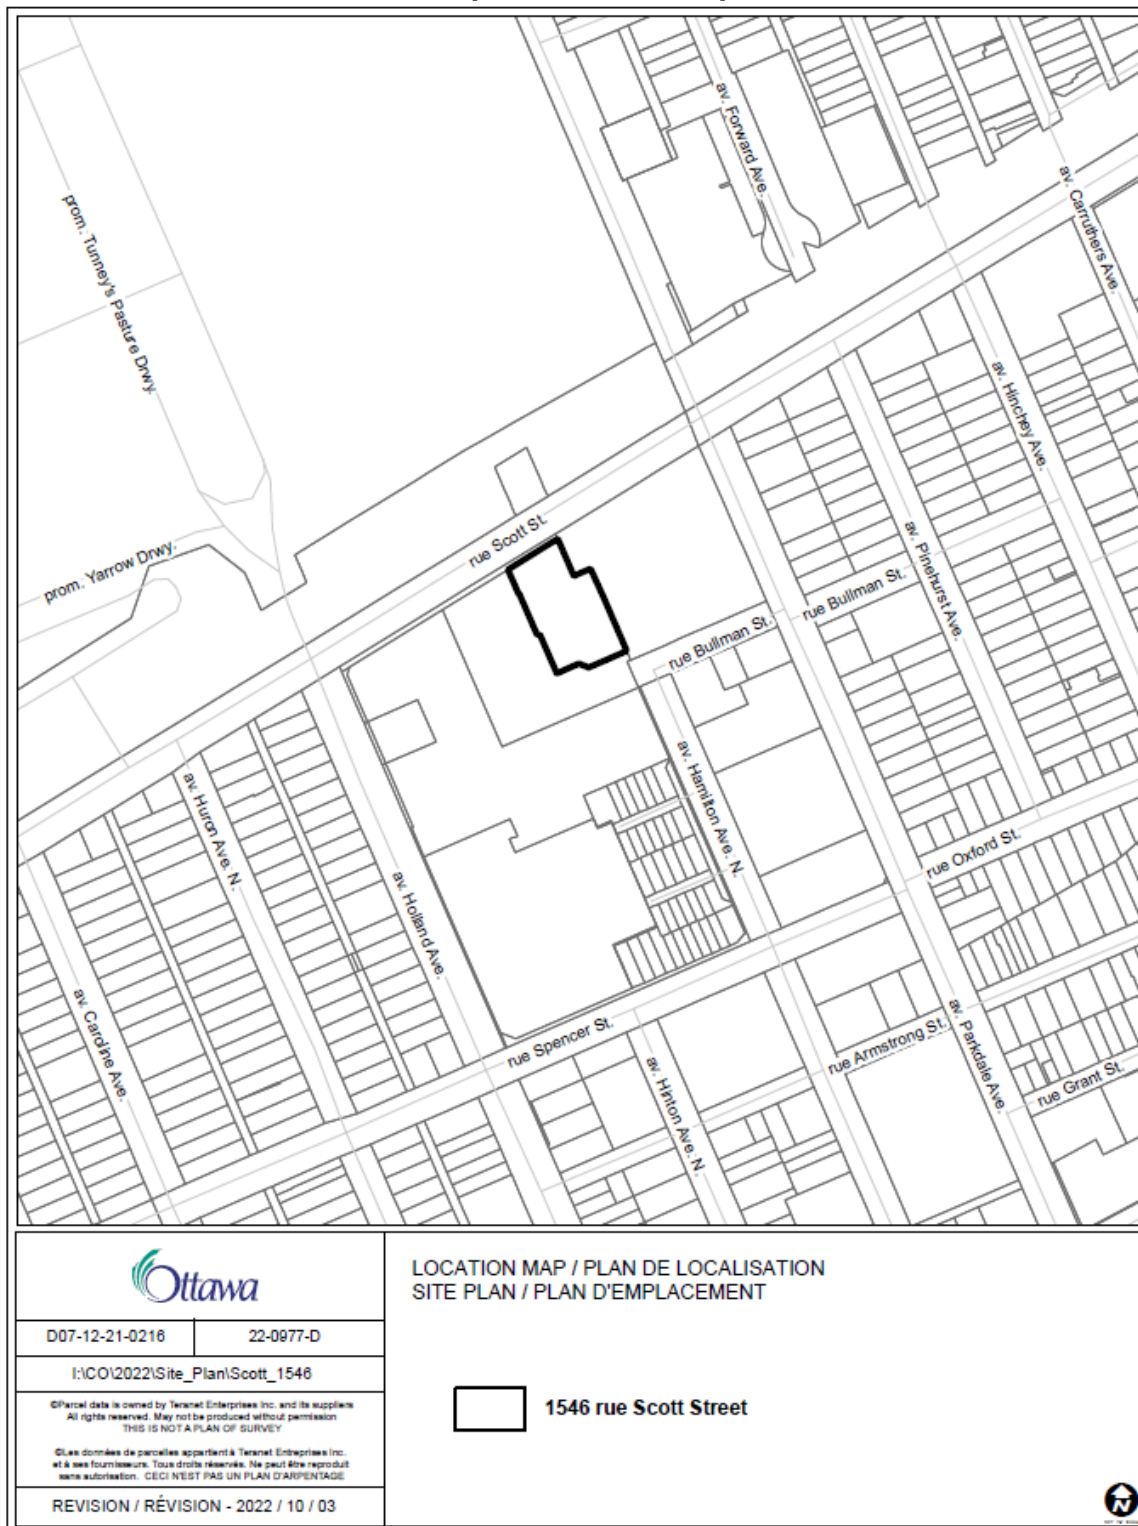 av. Forward Ave.
av. Carruthers Ave.
prom. Tunney's Pasture Drwy.
av. Hinchey Ave.
rue Scott St.
prom. Yarrow Drwy.
av. Pinehurst Ave.
rue Bullman St.
rue Bullman St.
av. Huron Ave. N.
av. Hamilton Ave. N.
rue Oxford St.
av. Holland Ave.
av. Caroline Ave.
rue Spencer St.
rue Armstrong St.
av. Parkdale Ave.
av. Hinton Ave. N.
rue Grant St.
Ottawa
D07-12-21-0216
22-0977-D
I:\CO\2022\Site_Plan\Scott_1546
©Parcel data is owned by Teranet Enterprises Inc. and its suppliers
All rights reserved. May not be produced without permission
THIS IS NOT A PLAN OF SURVEY
©Les données de parcelles appartient à Teranet Entreprises Inc.
et à ses fournisseurs. Tous droits réservés. Ne peut être reproduit
sans autorisation. CECI N'EST PAS UN PLAN D'ARPENTAGE
REVISION / RÉVISION - 2022 / 10 / 03
LOCATION MAP / PLAN DE LOCALISATION
SITE PLAN / PLAN D'EMPLACEMENT
1546 rue Scott Street
N